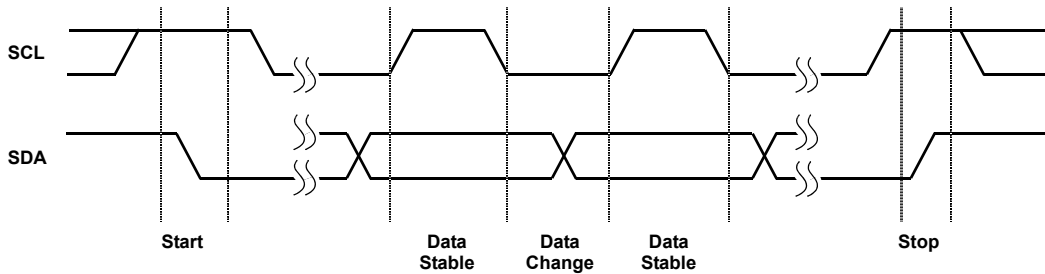 SCL
SDA
Start
Data
Stable
Data
Change
Data
Stable
Stop